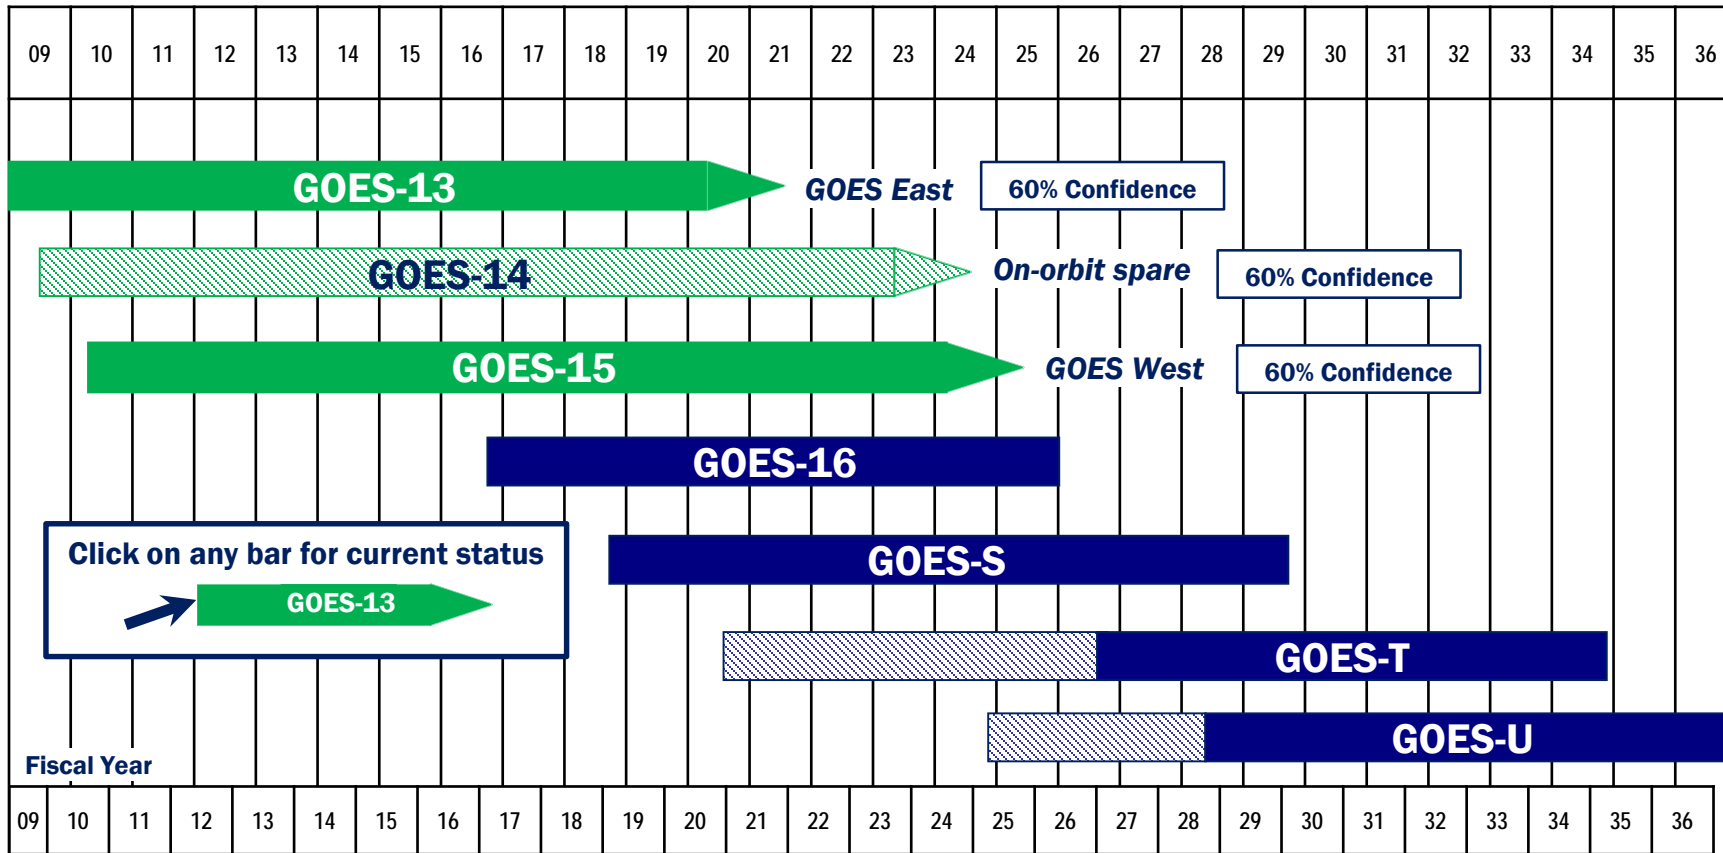 09 10 11 12 13 14 15 16 17 18 19 20 21 22 23 24 25 26 27 28 29 30 31 32 33 34 35 36
GOES-13 GOES East 60% Confidence
GOES-14 On-orbit spare 60% Confidence
GOES-15 GOES West 60% Confidence
GOES-16
Click on any bar for current status
GOES-13
GOES-S
GOES-T
GOES-U
Fiscal Year
09 10 11 12 13 14 15 16 17 18 19 20 21 22 23 24 25 26 27 28 29 30 31 32 33 34 35 36